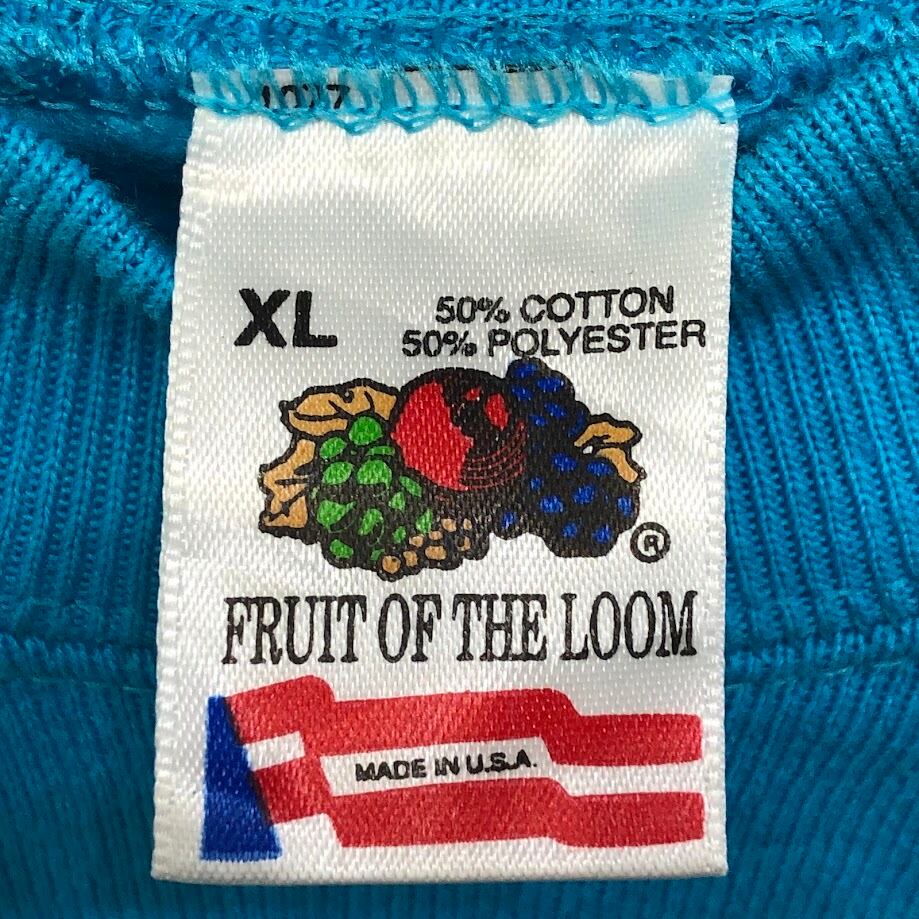 XL
50% COTTON
50% POLYESTER
®
FRUIT OF THE LOOM
MADE IN U.S.A.